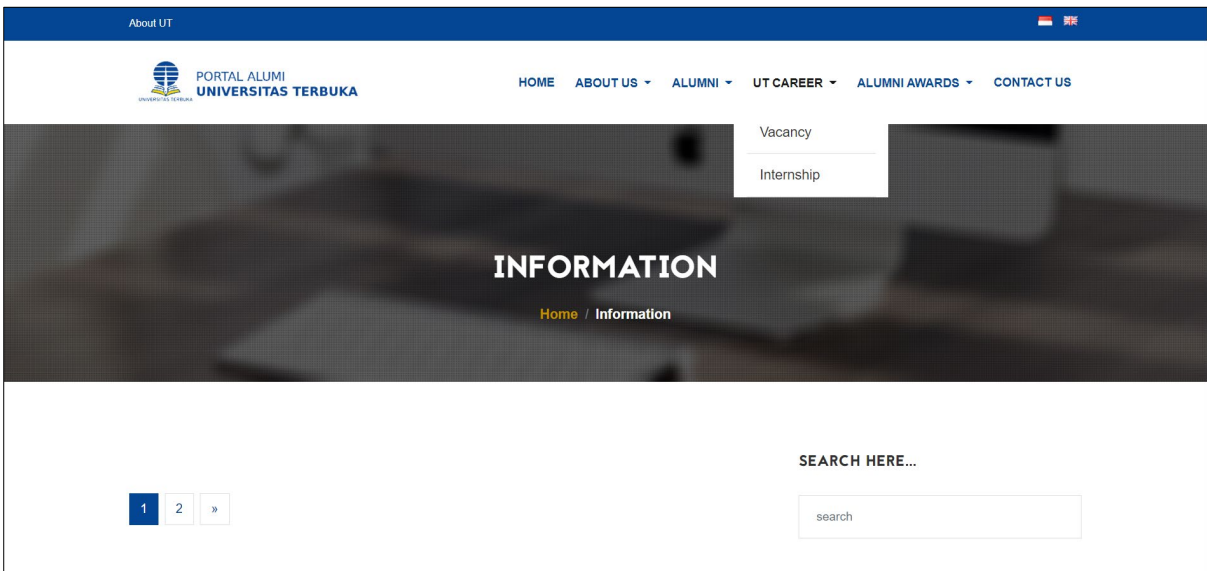 About UT
PORTAL ALUMI
UNIVERSITAS TERBUKA
UNIVERSITAS TERBUKA
HOME ABOUT US ALUMNI UT CAREER ALUMNI AWARDS CONTACT US
Vacancy
Internship
INFORMATION
Home / Information
SEARCH HERE...
1 2 »
search